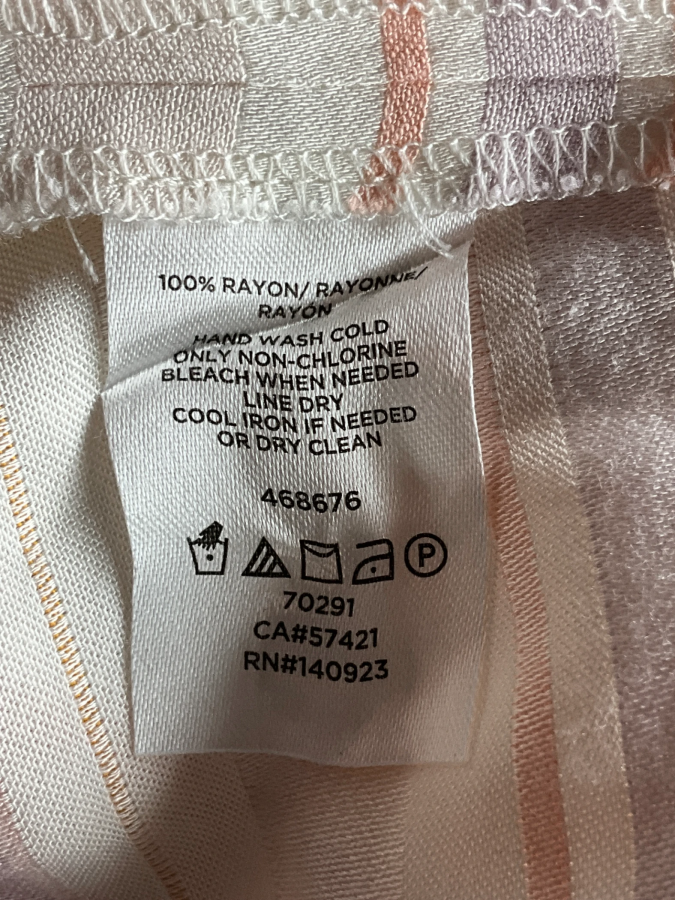 100% RAYON/ RAYONNE/
RAYON
HAND WASH COLD
ONLY NON-CHLORINE
BLEACH WHEN NEEDED
LINE DRY
COOL IRON IF NEEDED
OR DRY CLEAN
468676
P
70291
CA#57421
RN#140923